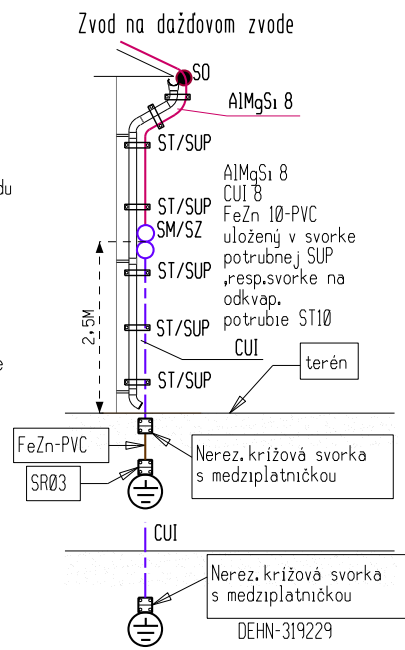 Zvod na dažďovom zvode
SO
AlMgSi 8
ST/SUP
AlMgSi 8
CUI 8
FeZn 10-PVC
uložený v svorke
potrubnej SUP
,resp.svorke na
odkvap.
potrubie ST10
du
ST/SUP
SM/SZ
ST/SUP
2,5M
ST/SUP
CUI
e
ST/SUP
terén
FeZn-PVC
SR03
Nerez.krížová svorka
s medziplatničkou
CUI
Nerez.krížová svorka
s medziplatničkou
DEHN-319229